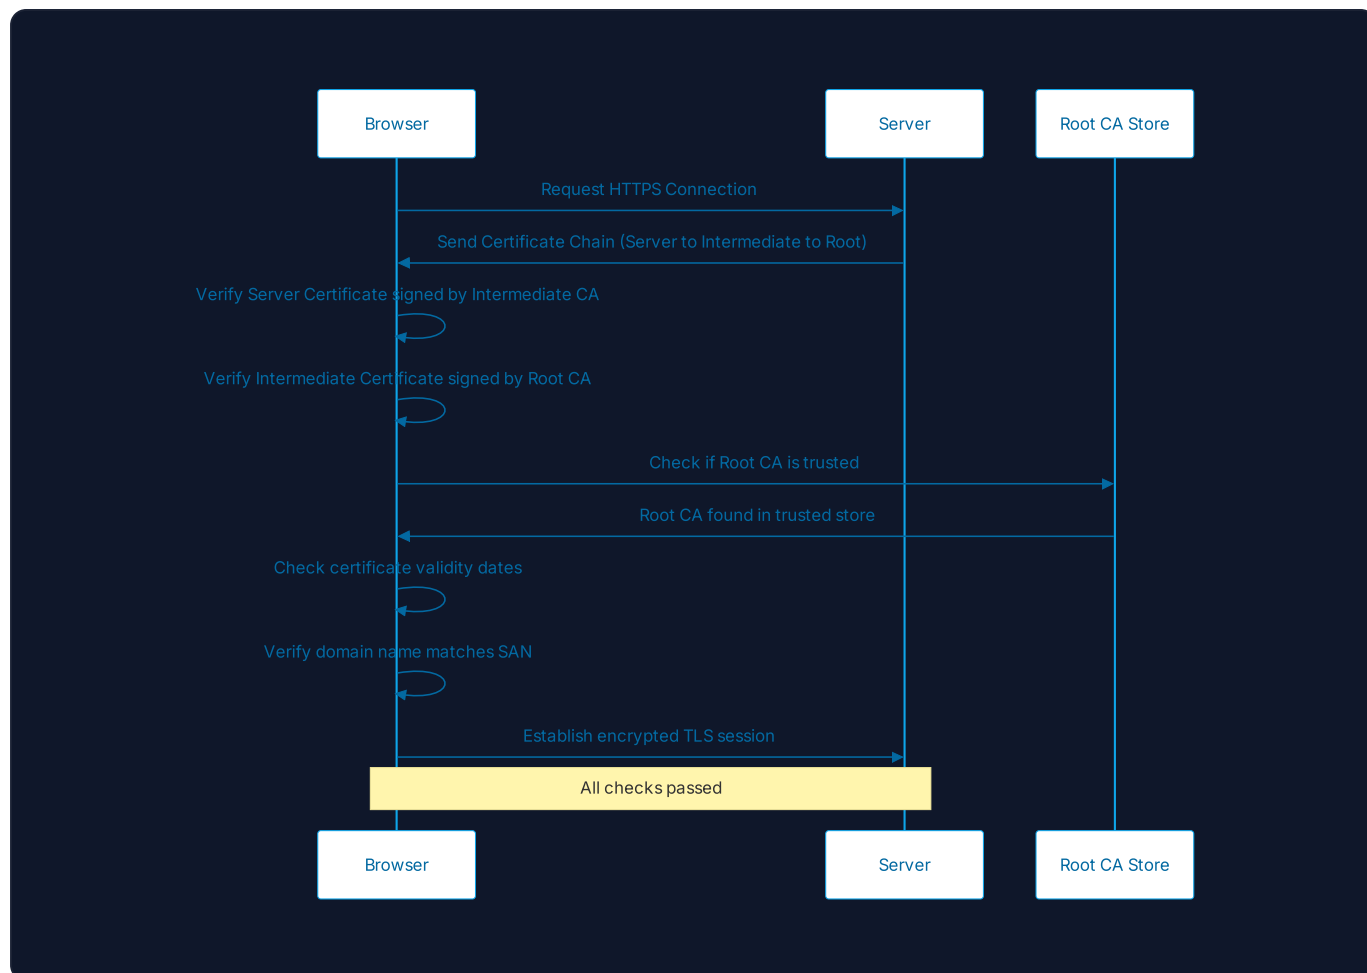 Browser
Server
Root CA Store
Request HTTPS Connection
Send Certificate Chain (Server to Intermediate to Root)
Verify Server Certificate signed by Intermediate CA
Verify Intermediate Certificate signed by Root CA
Check if Root CA is trusted
Root CA found in trusted store
Check certificate validity dates
Verify domain name matches SAN
Establish encrypted TLS session
All checks passed
Browser
Server
Root CA Store